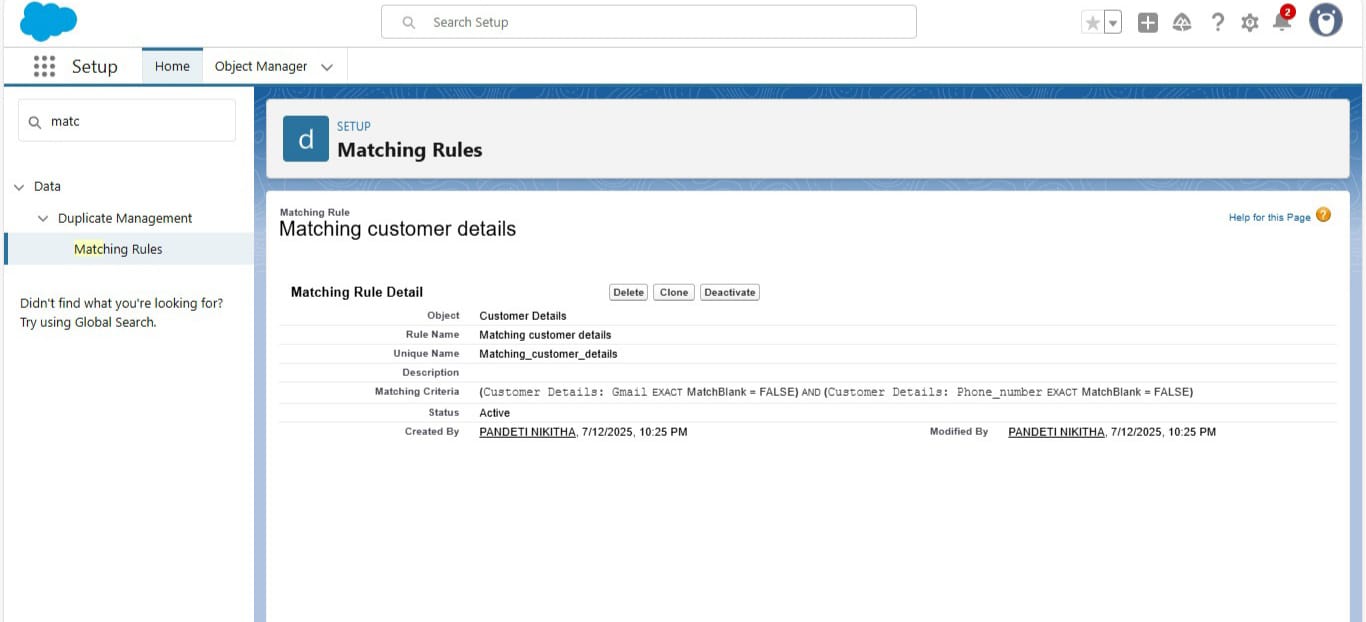 Search Setup
2
Setup
Home
Object Manager
matc
Data
Duplicate Management
Matching Rules
Didn't find what you're looking for?
Try using Global Search.
d
SETUP
Matching Rules
Matching Rule
Matching customer details
Help for this Page ?
Matching Rule Detail
Delete Clone Deactivate
Object Customer Details
Rule Name Matching customer details
Unique Name Matching_customer_details
Description
Matching Criteria (Customer Details: Gmail EXACT MatchBlank = FALSE) AND (Customer Details: Phone_number EXACT MatchBlank = FALSE)
Status Active
Created By PANDETI NIKITHA, 7/12/2025, 10:25 PM Modified By PANDETI NIKITHA, 7/12/2025, 10:25 PM